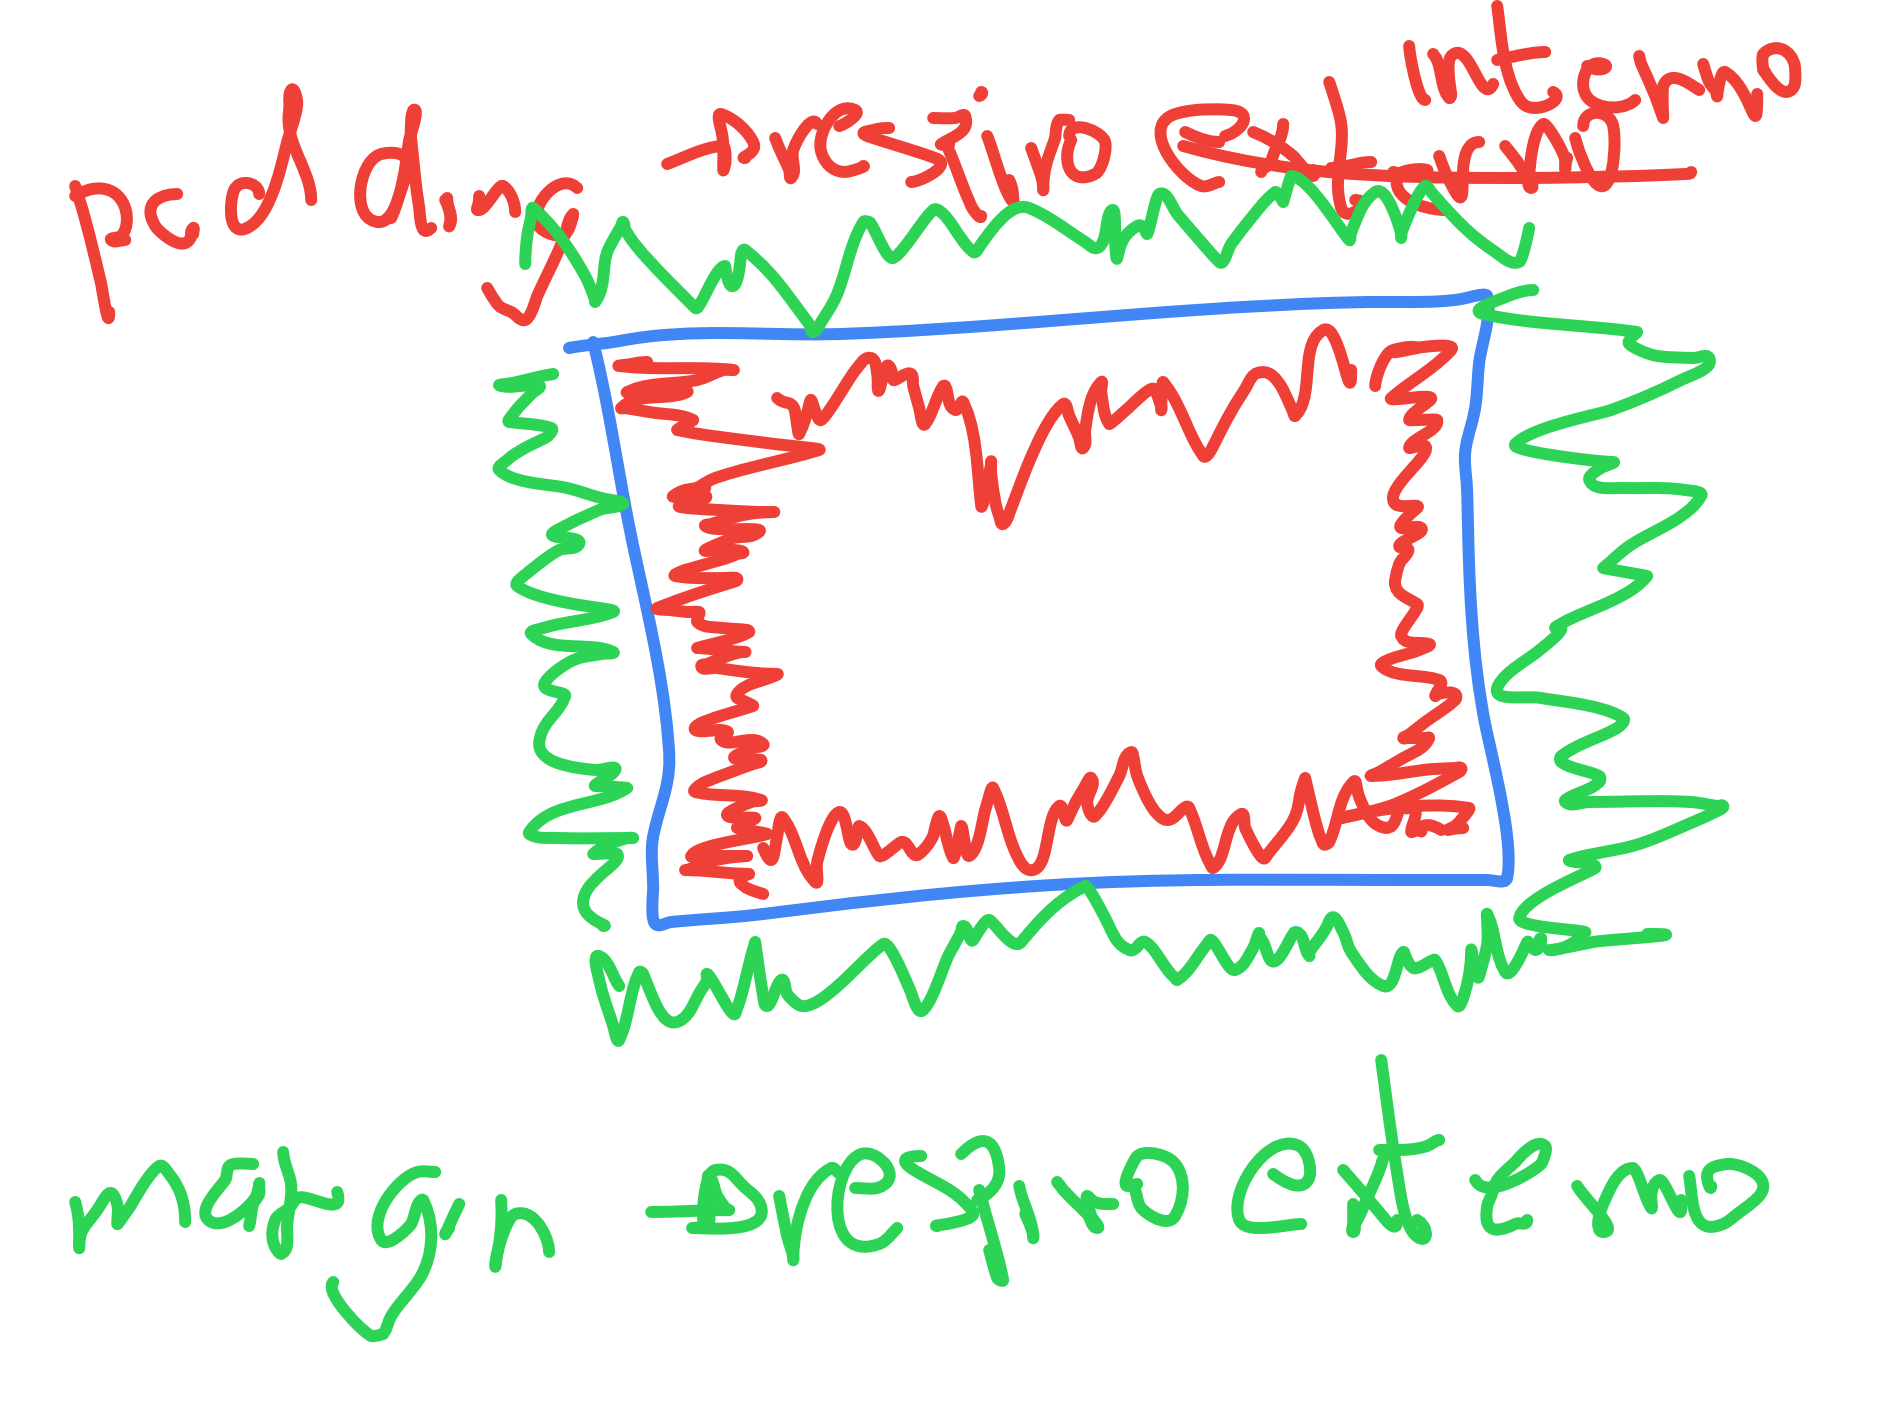 padding → respiro externo interno
margin → respiro externo